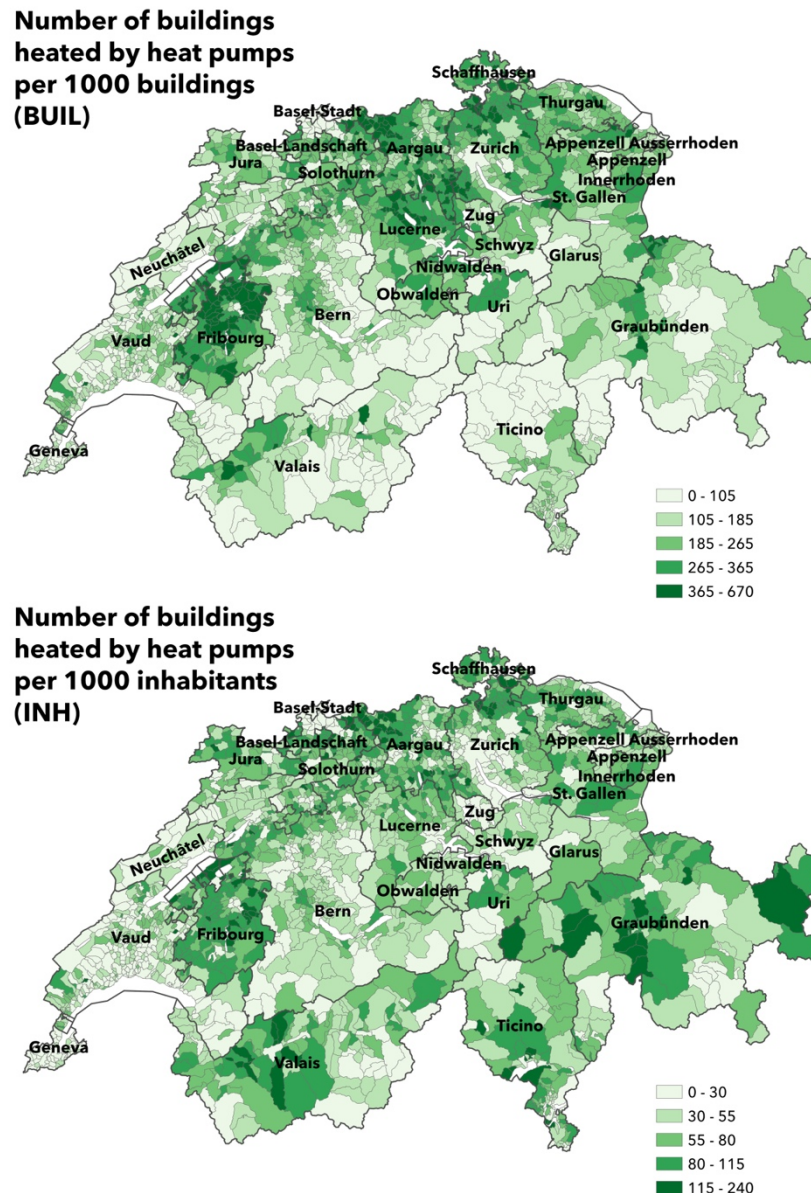 Number of buildings
heated by heat pumps
per 1000 buildings
(BUIL)
Schaffhausen
Thurgau
Basel-Stadt
Basel-Landschaft
Aargau
Zurich
Appenzell Ausserrhoden
Jura
Appenzell
Solothurn
Innerrhoden
St. Gallen
Zug
Lucerne
Schwyz
Neuchâtel
Glarus
Nidwalden
Obwalden
Uri
Bern
Graubünden
Vaud
Fribourg
Ticino
Geneva
Valais
0 - 105
105 - 185
185 - 265
265 - 365
365 - 670
Number of buildings
heated by heat pumps
per 1000 inhabitants
(INH)
Schaffhausen
Thurgau
Basel-Stadt
Basel-Landschaft
Aargau
Zurich
Appenzell Ausserrhoden
Jura
Appenzell
Solothurn
Innerrhoden
St. Gallen
Zug
Lucerne
Schwyz
Neuchâtel
Glarus
Nidwalden
Obwalden
Uri
Bern
Graubünden
Vaud
Fribourg
Ticino
Geneva
Valais
0 - 30
30 - 55
55 - 80
80 - 115
115 - 240